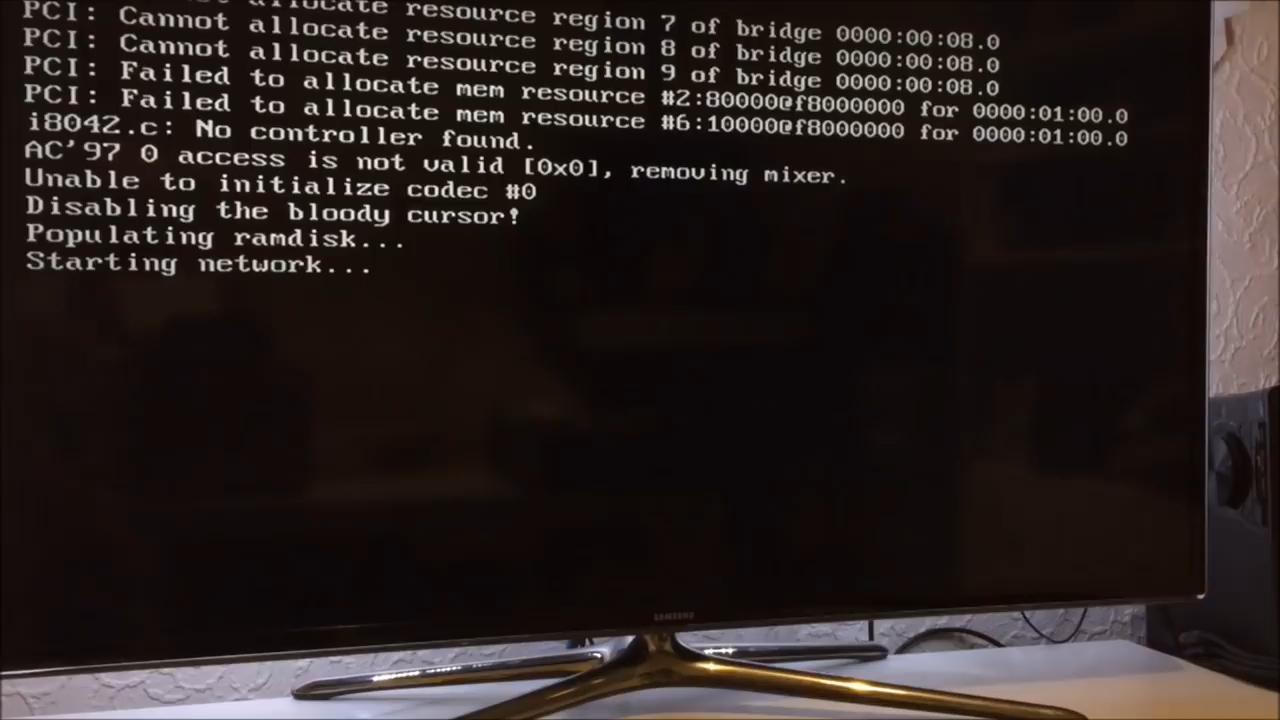 allocate resource region 7 of bridge 0000:00:08.0
PCI: Cannot allocate resource region 8 of bridge 0000:00:08.0
PCI: Cannot allocate resource region 9 of bridge 0000:00:08.0
PCI: Failed to allocate mem resource #2:80000@f8000000 for 0000:01:00.0
PCI: Failed to allocate mem resource #6:10000@f8000000 for 0000:01:00.0
i8042.c: No controller found.
AC'97 0 access is not valid [0x0], removing mixer.
Unable to initialize codec #0
Disabling the bloody cursor!
Populating ramdisk...
Starting network...
SAMSUNG